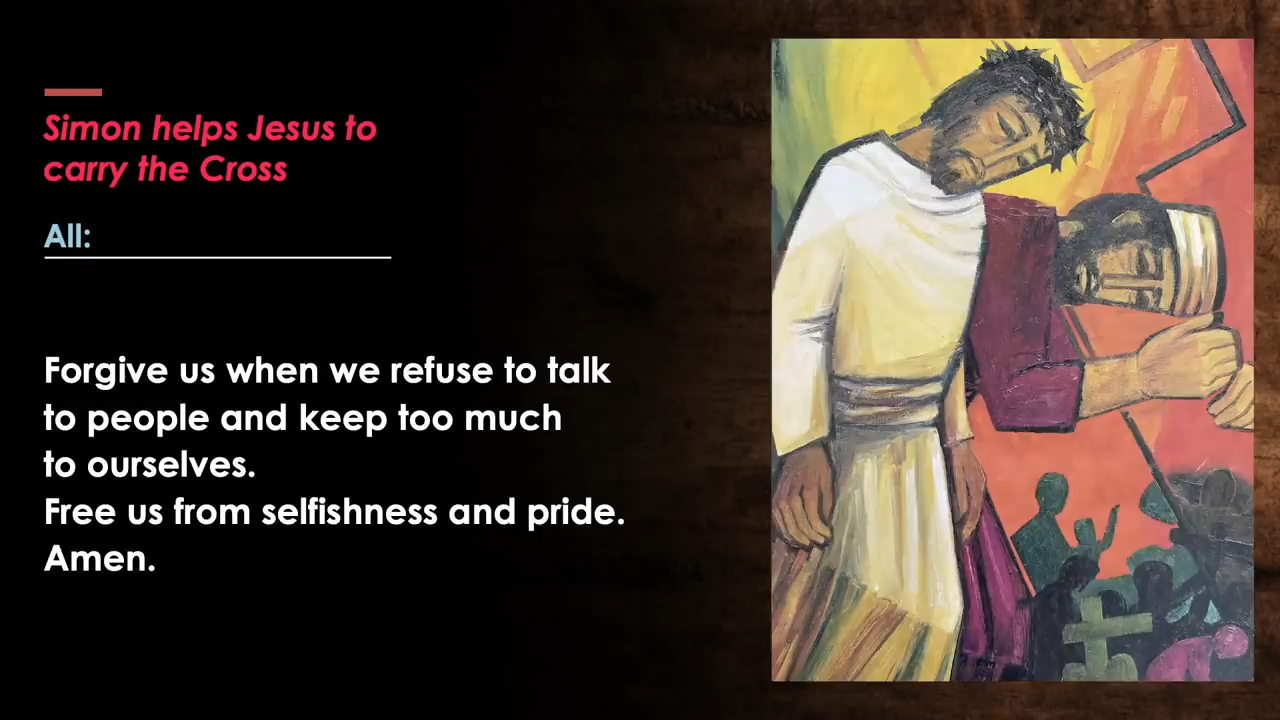 Simon helps Jesus to
carry the Cross
All:
Forgive us when we refuse to talk
to people and keep too much
to ourselves.
Free us from selfishness and pride.
Amen.